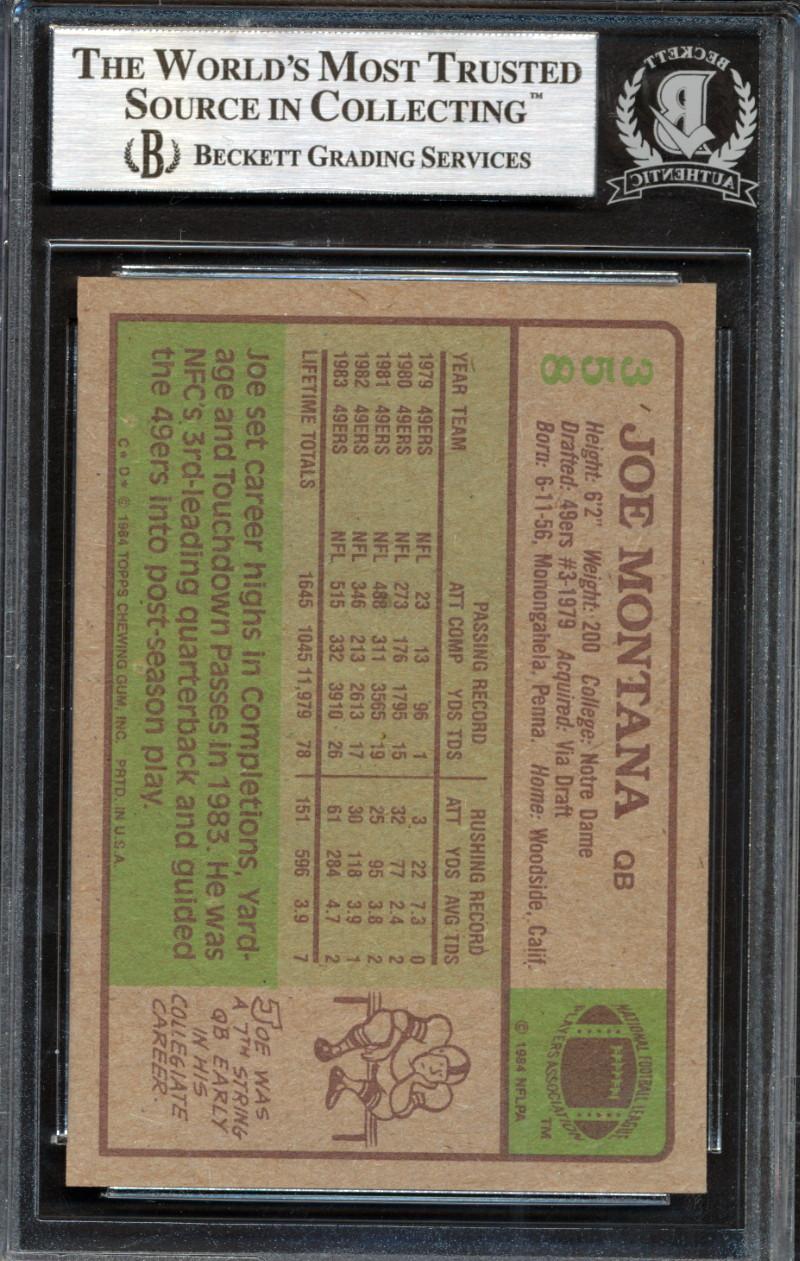 THE WORLD'S MOST TRUSTED
SOURCE IN COLLECTING™
B BECKETT GRADING SERVICES
BECKETT
B
AUTHENTIC
358
JOE MONTANA QB
Height: 6'2" Weight: 200 College: Notre Dame
Drafted: 49ers #3-1979 Acquired: Via Draft
Born: 6-11-56, Monongahela, Penna. Home: Woodside, Calif.
NATIONAL FOOTBALL LEAGUE
PLAYERS ASSOCIATION
TM
© 1984 NFLPA
PASSING RECORD RUSHING RECORD
YEAR TEAM ATT COMP YDS TDS ATT YDS AVG TDS
1979 49ERS NFL 23 13 96 1 3 22 7.3 0
1980 49ERS NFL 273 176 1795 15 32 77 2.4 2
1981 49ERS NFL 488 311 3565 19 25 95 3.8 2
1982 49ERS NFL 346 213 2613 17 30 118 3.9 1
1983 49ERS NFL 515 332 3910 26 61 284 4.7 2
LIFETIME TOTALS 1645 1045 11,979 78 151 596 3.9 7
Joe set career highs in Completions, Yard-
age and Touchdown Passes in 1983. He was
NFC's 3rd-leading quarterback and guided
the 49ers into post-season play.
JOE WAS
A 7TH STRING
QB EARLY
IN HIS
COLLEGIATE
CAREER.
C* D* © 1984 TOPPS CHEWING GUM, INC. PRTD. IN U.S.A.